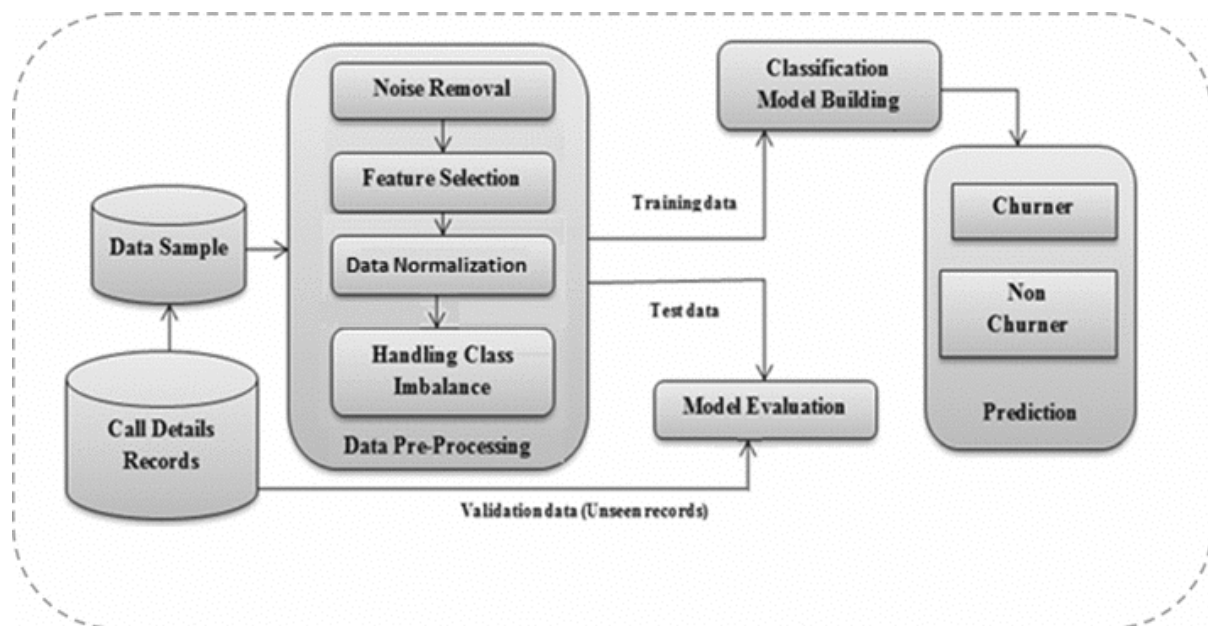 Noise Removal
Feature Selection
Data Normalization
Handling Class
Imbalance
Data Pre-Processing
Data Sample
Call Details
Records
Training data
Test data
Validation data (Unseen records)
Classification
Model Building
Model Evaluation
Churner
Non
Churner
Prediction